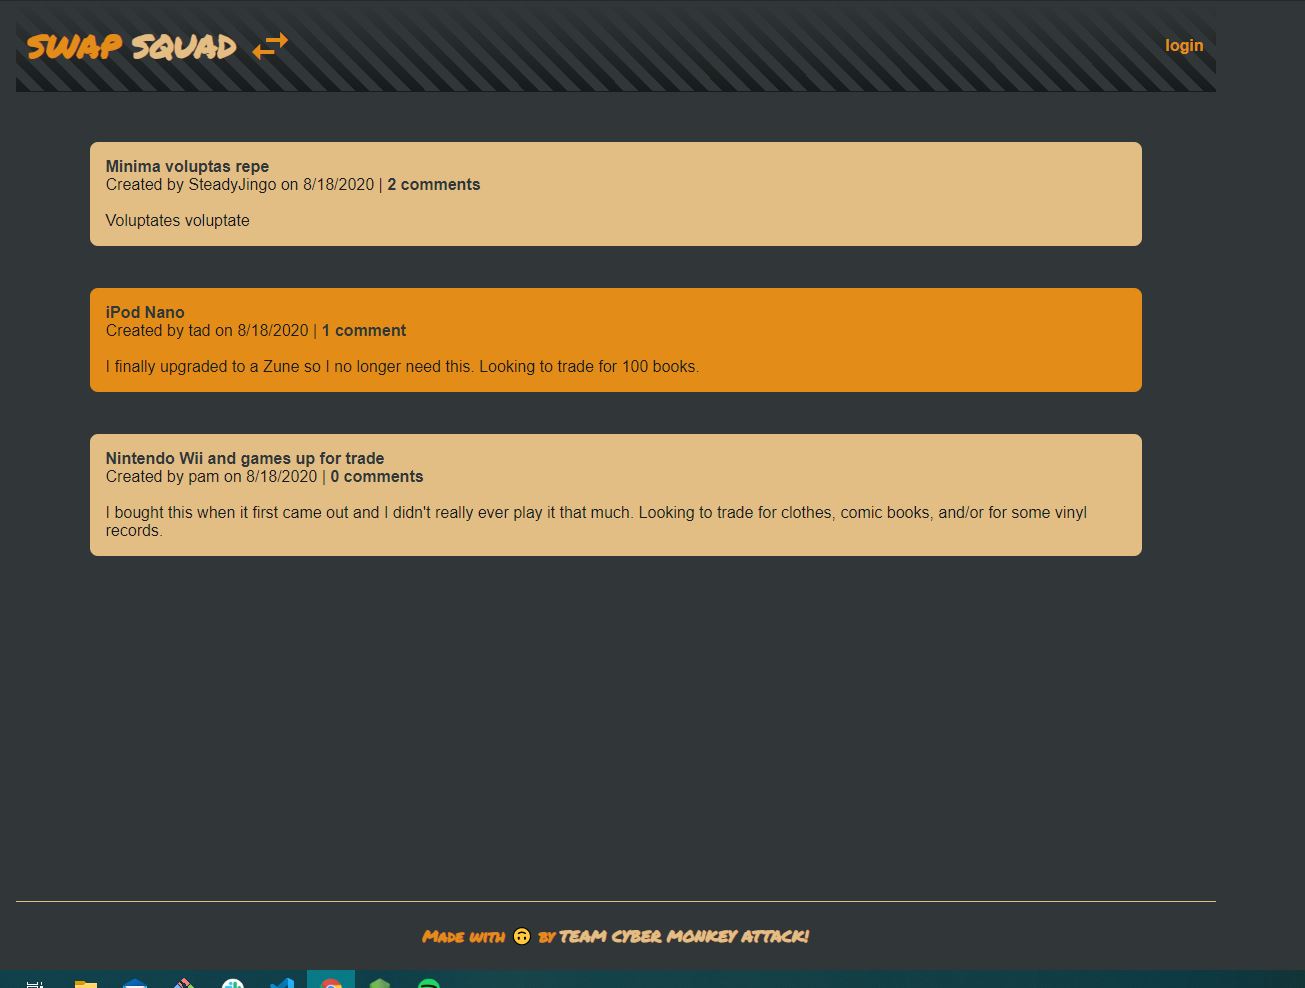 SWAP SQUAD
login
Minima voluptas repe
Created by SteadyJingo on 8/18/2020 | 2 comments
Voluptates voluptate
iPod Nano
Created by tad on 8/18/2020 | 1 comment
I finally upgraded to a Zune so I no longer need this. Looking to trade for 100 books.
Nintendo Wii and games up for trade
Created by pam on 8/18/2020 | 0 comments
I bought this when it first came out and I didn't really ever play it that much. Looking to trade for clothes, comic books, and/or for some vinyl
records.
Made with 🙃 by TEAM CYBER MONKEY ATTACK!